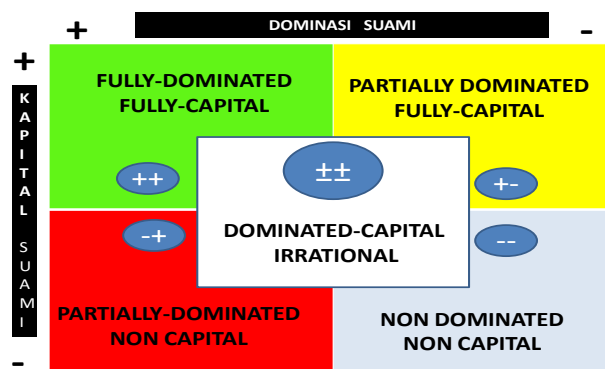 DOMINASI SUAMI
+
-
+
KAPITAL SUAMI
-
FULLY-DOMINATED
FULLY-CAPITAL
PARTIALLY DOMINATED
FULLY-CAPITAL
++
±±
+-
DOMINATED-CAPITAL
IRRATIONAL
-+
--
PARTIALLY-DOMINATED
NON CAPITAL
NON DOMINATED
NON CAPITAL